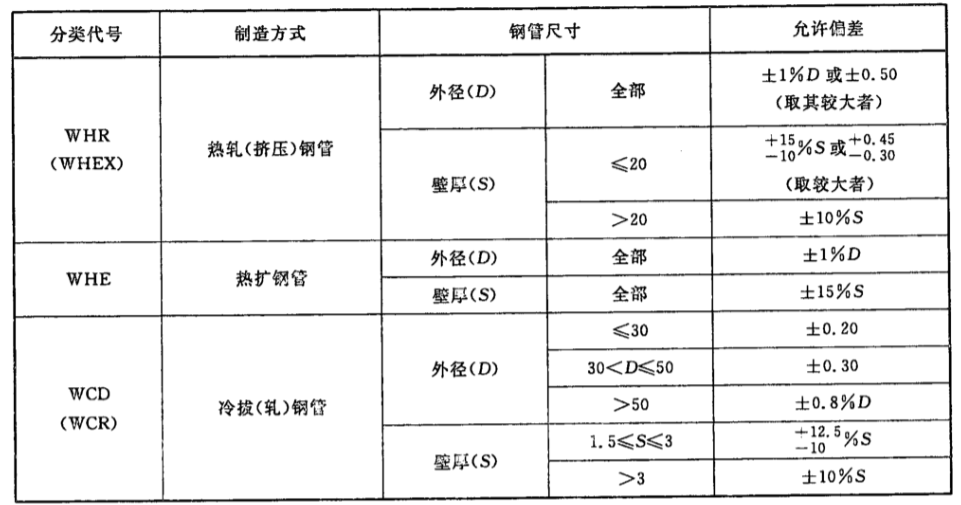 分类代号 制造方式 钢管尺寸 允许偏差
WHR
(WHEX)
热轧(挤压)钢管
外径(D) 全部 ±1%D 或±0.50
(取其较大者)
壁厚(S)
≤20 +15 -10 %S 或 +0.45 -0.30
(取较大者)
>20 ±10%S
WHE 热扩钢管 外径(D) 全部 ±1%D
壁厚(S) 全部 ±15%S
WCD
(WCR)
冷拔(轧)钢管
外径(D)
≤30 ±0.20
30<D≤50 ±0.30
>50 ±0.8%D
壁厚(S)
1.5≤S≤3 +12.5 -10 %S
>3 ±10%S